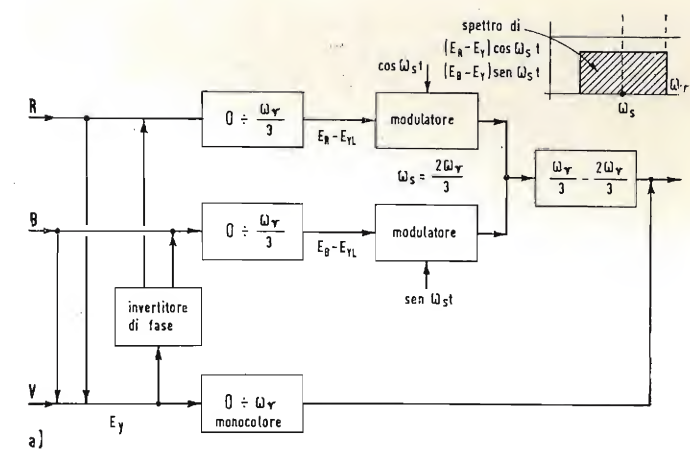 spettro di
(E_R - E_Y) cos ω_s t
(E_B - E_Y) sen ω_s t
ω_r
ω_s
cos ω_s t
R
0 ÷ ω_r/3
E_R - E_YL
modulatore
ω_s = 2ω_r/3
ω_r/3 - 2ω_r/3
B
0 ÷ ω_r/3
E_B - E_YL
modulatore
sen ω_s t
invertitore
di fase
V
E_y
0 ÷ ω_r
monocolore
a)